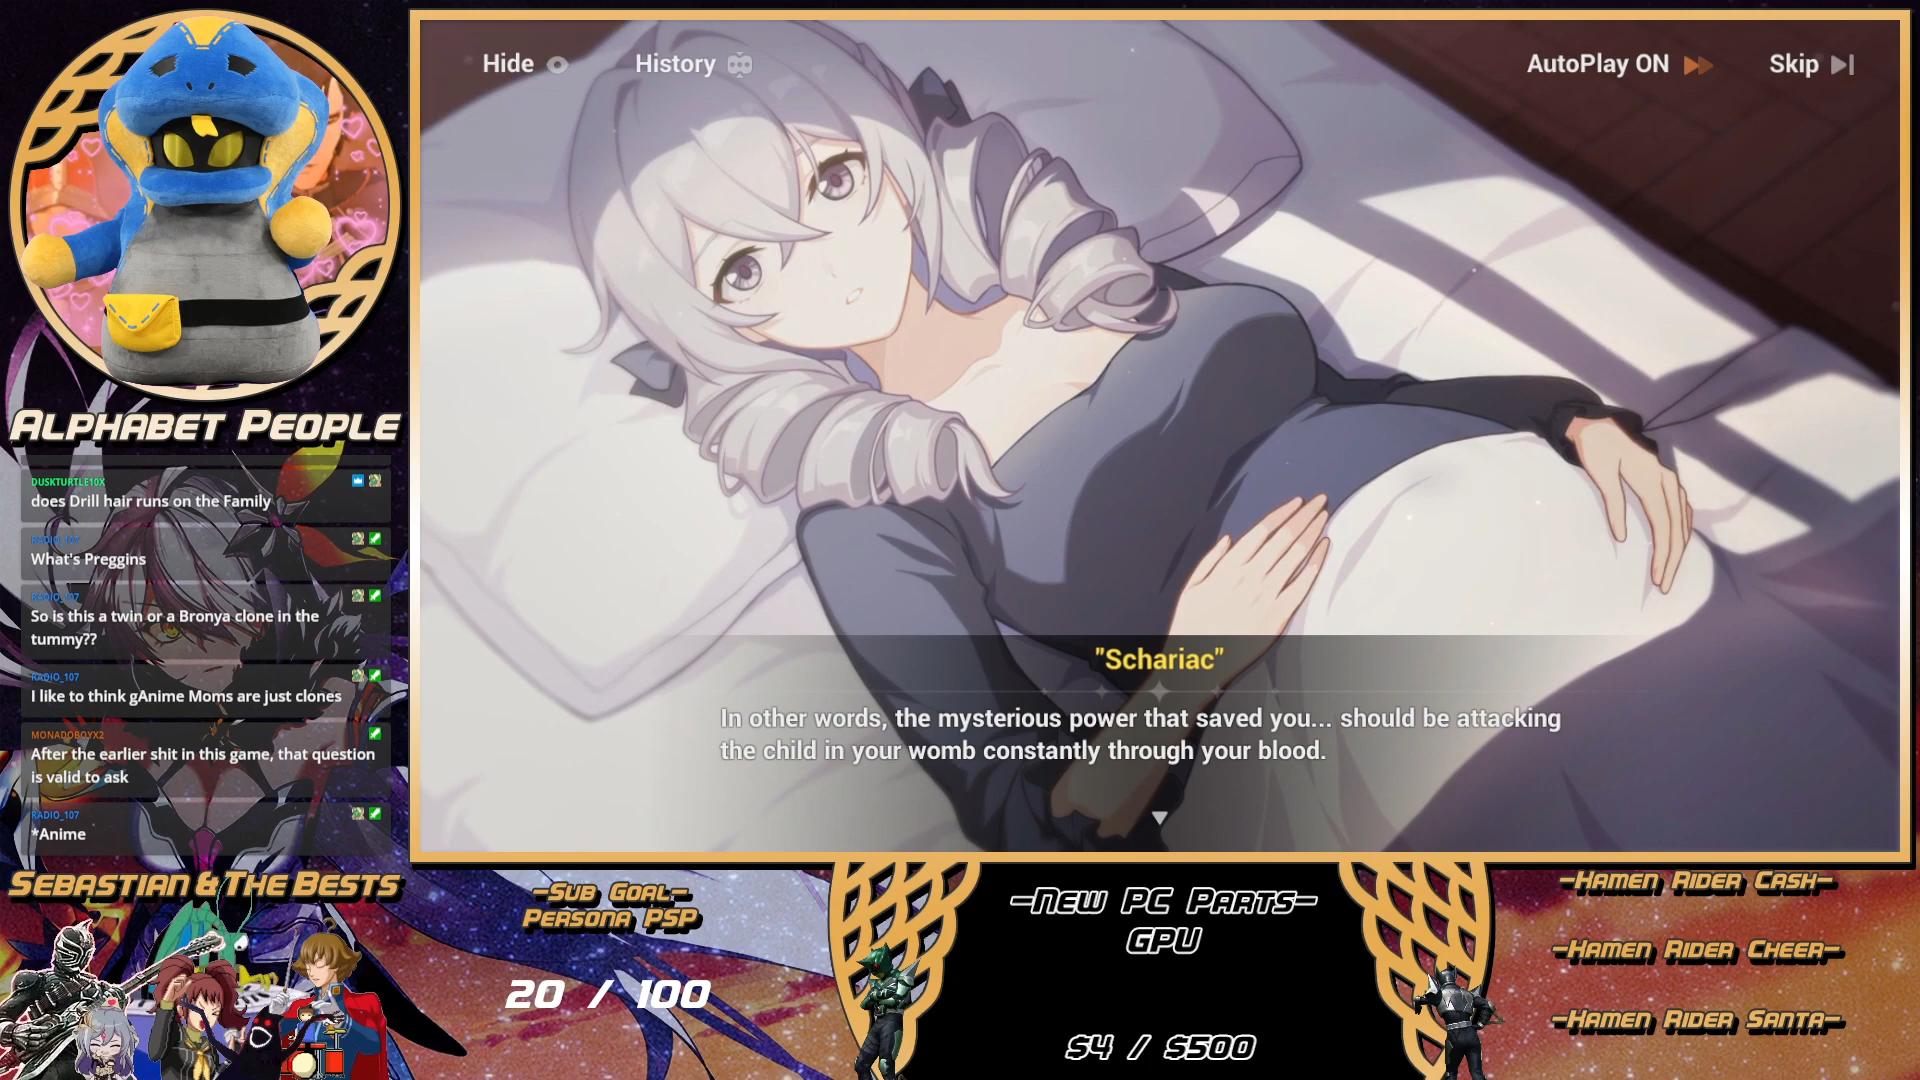 Hide
History
AutoPlay ON
Skip
ALPHABET PEOPLE
DUSKTURTLE10X
does Drill hair runs on the Family
RADIO_107
What's Preggins
RADIO_107
So is this a twin or a Bronya clone in the
tummy??
RADIO_107
I like to think gAnime Moms are just clones
MONADOBOYX2
After the earlier shit in this game, that question
is valid to ask
RADIO_107
*Anime
"Schariac"
In other words, the mysterious power that saved you... should be attacking
the child in your womb constantly through your blood.
SEBASTIAN & THE BESTS
-SUB GOAL-
PERSONA PSP
20 / 100
-NEW PC PARTS-
GPU
$4 / $500
-KAMEN RIDER CASH-
-KAMEN RIDER CHEER-
-KAMEN RIDER SANTA-